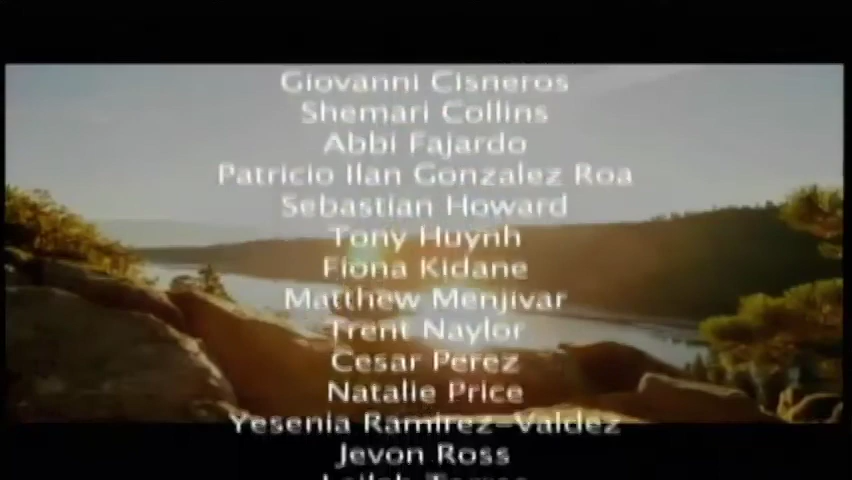 Giovanni Cisneros
Shemari Collins
Abbi Fajardo
Patricio Ilan Gonzalez Roa
Sebastian Howard
Tony Huynh
Fiona Kidane
Matthew Menjivar
Trent Naylor
Cesar Perez
Natalie Price
Yesenia Ramirez-Valdez
Jevon Ross